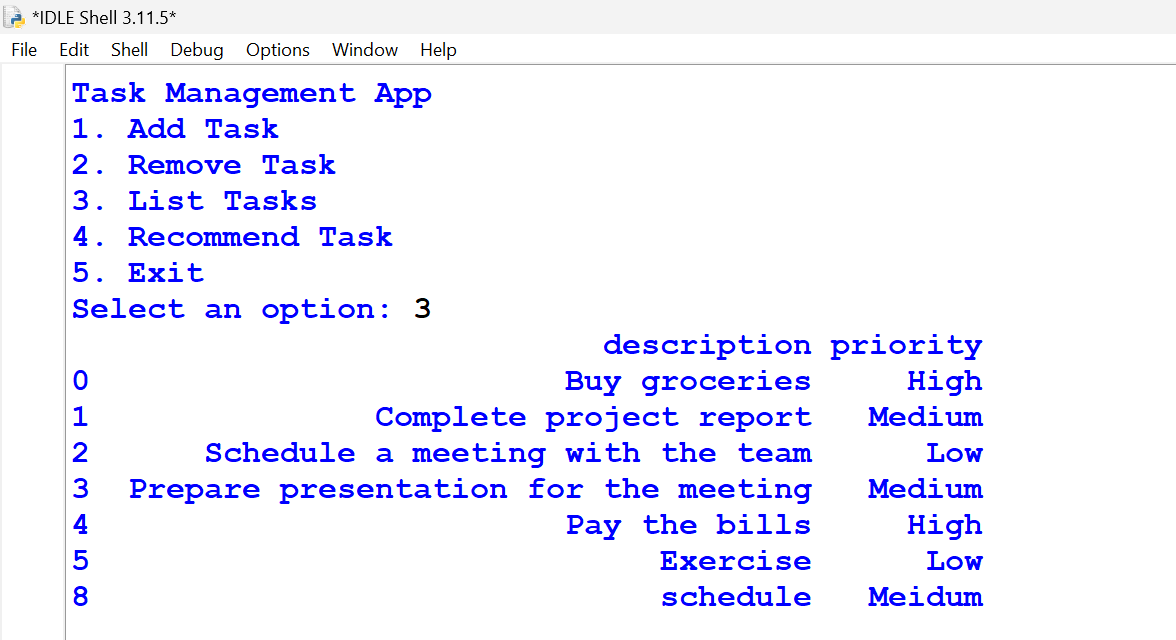 *IDLE Shell 3.11.5*
File Edit Shell Debug Options Window Help
Task Management App
1. Add Task
2. Remove Task
3. List Tasks
4. Recommend Task
5. Exit
Select an option: 3
description priority
0 Buy groceries High
1 Complete project report Medium
2 Schedule a meeting with the team Low
3 Prepare presentation for the meeting Medium
4 Pay the bills High
5 Exercise Low
8 schedule Meidum